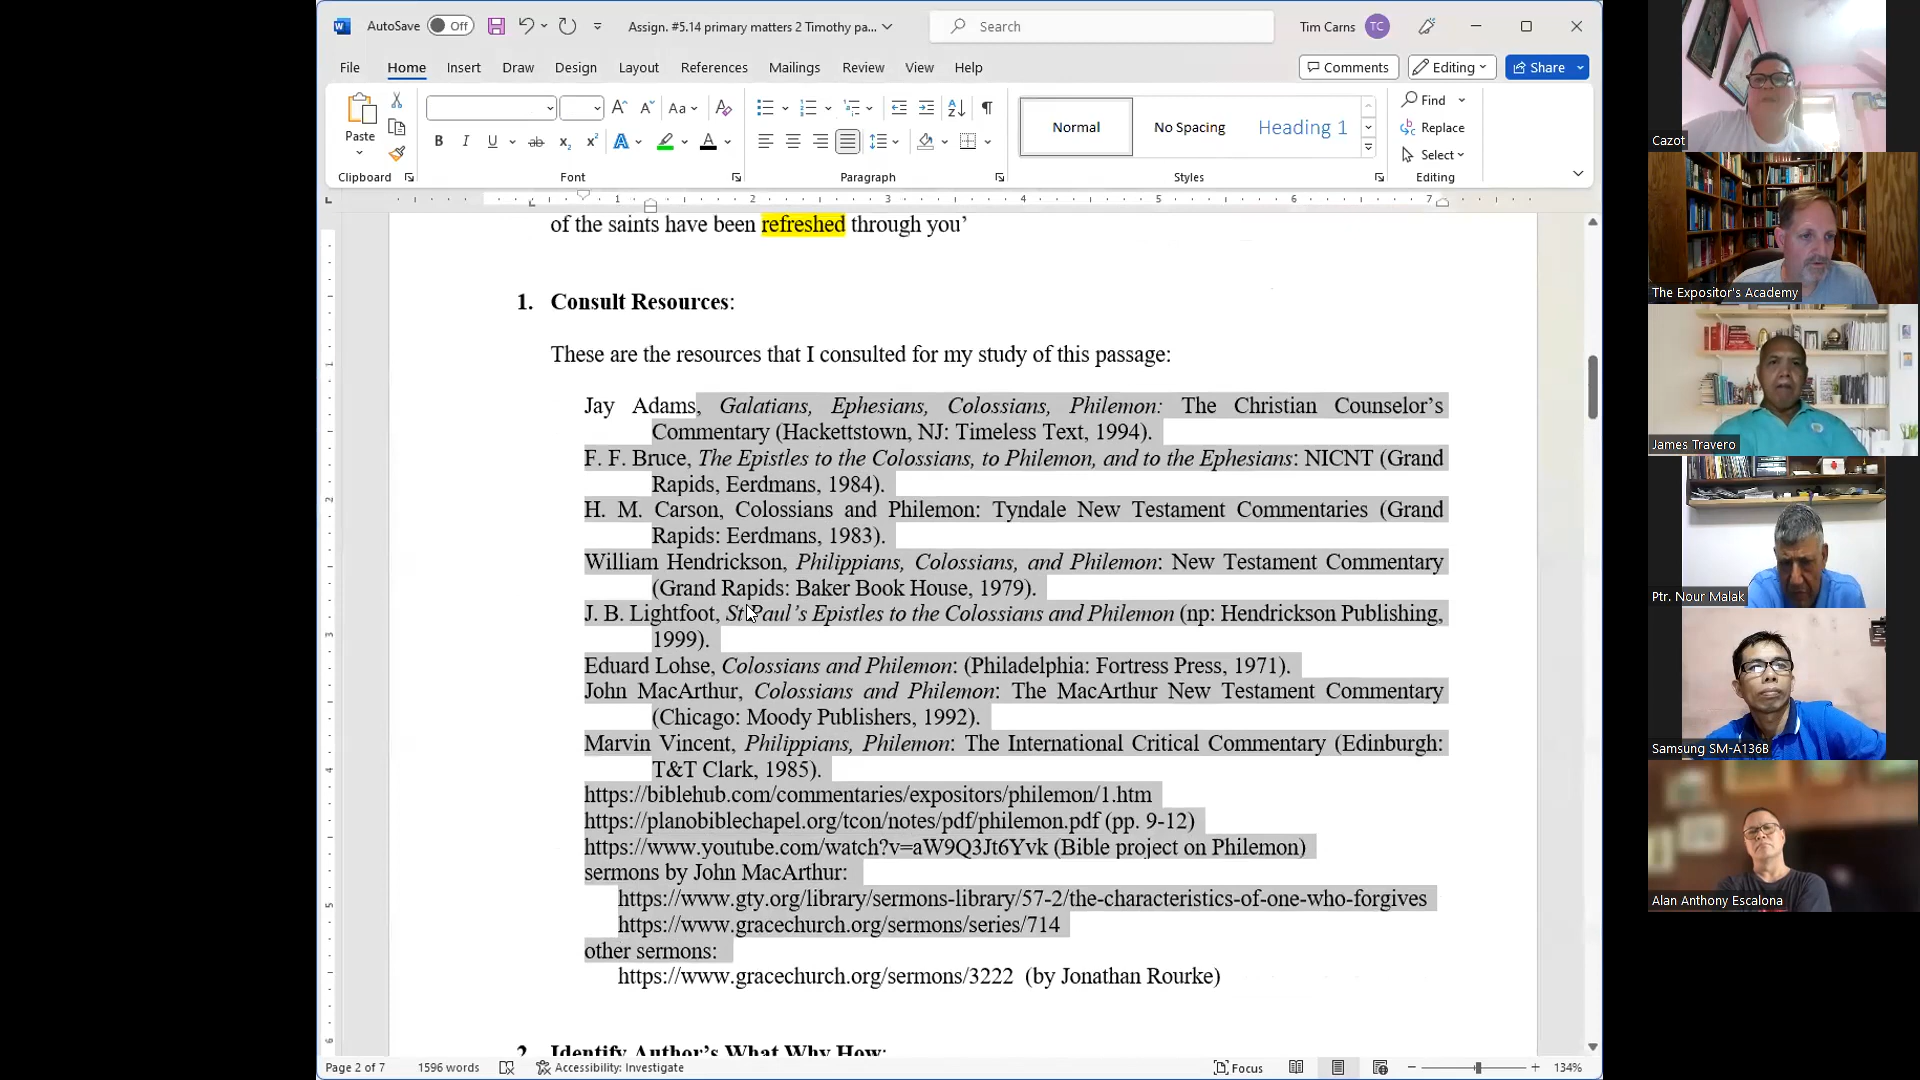 AutoSave Off Assign. #5.14 primary matters 2 Timothy pa... Search Tim Carns TC
File Home Insert Draw Design Layout References Mailings Review View Help Comments Editing Share
Paste Clipboard
Aa B I U ab x₂ x² A A Font
Paragraph
Normal No Spacing Heading 1 Styles
Find
Replace
Select
Editing
1 2 3 4 5 6 7
of the saints have been refreshed through you’
1. Consult Resources:
These are the resources that I consulted for my study of this passage:
Jay Adams, Galatians, Ephesians, Colossians, Philemon: The Christian Counselor’s
Commentary (Hackettstown, NJ: Timeless Text, 1994).
F. F. Bruce, The Epistles to the Colossians, to Philemon, and to the Ephesians: NICNT (Grand
Rapids, Eerdmans, 1984).
H. M. Carson, Colossians and Philemon: Tyndale New Testament Commentaries (Grand
Rapids: Eerdmans, 1983).
William Hendrickson, Philippians, Colossians, and Philemon: New Testament Commentary
(Grand Rapids: Baker Book House, 1979).
J. B. Lightfoot, St Paul’s Epistles to the Colossians and Philemon (np: Hendrickson Publishing,
1999).
Eduard Lohse, Colossians and Philemon: (Philadelphia: Fortress Press, 1971).
John MacArthur, Colossians and Philemon: The MacArthur New Testament Commentary
(Chicago: Moody Publishers, 1992).
Marvin Vincent, Philippians, Philemon: The International Critical Commentary (Edinburgh:
T&T Clark, 1985).
https://biblehub.com/commentaries/expositors/philemon/1.htm
https://planobiblechapel.org/tcon/notes/pdf/philemon.pdf (pp. 9-12)
https://www.youtube.com/watch?v=aW9Q3Jt6Yvk (Bible project on Philemon)
sermons by John MacArthur:
https://www.gty.org/library/sermons-library/57-2/the-characteristics-of-one-who-forgives
https://www.gracechurch.org/sermons/series/714
other sermons:
https://www.gracechurch.org/sermons/3222 (by Jonathan Rourke)
2. Identify Author’s What Why How:
Page 2 of 7 1596 words Accessibility: Investigate Focus 134%
Cazot
The Expositor's Academy
James Travero
Ptr. Nour Malak
Samsung SM-A136B
Alan Anthony Escalona